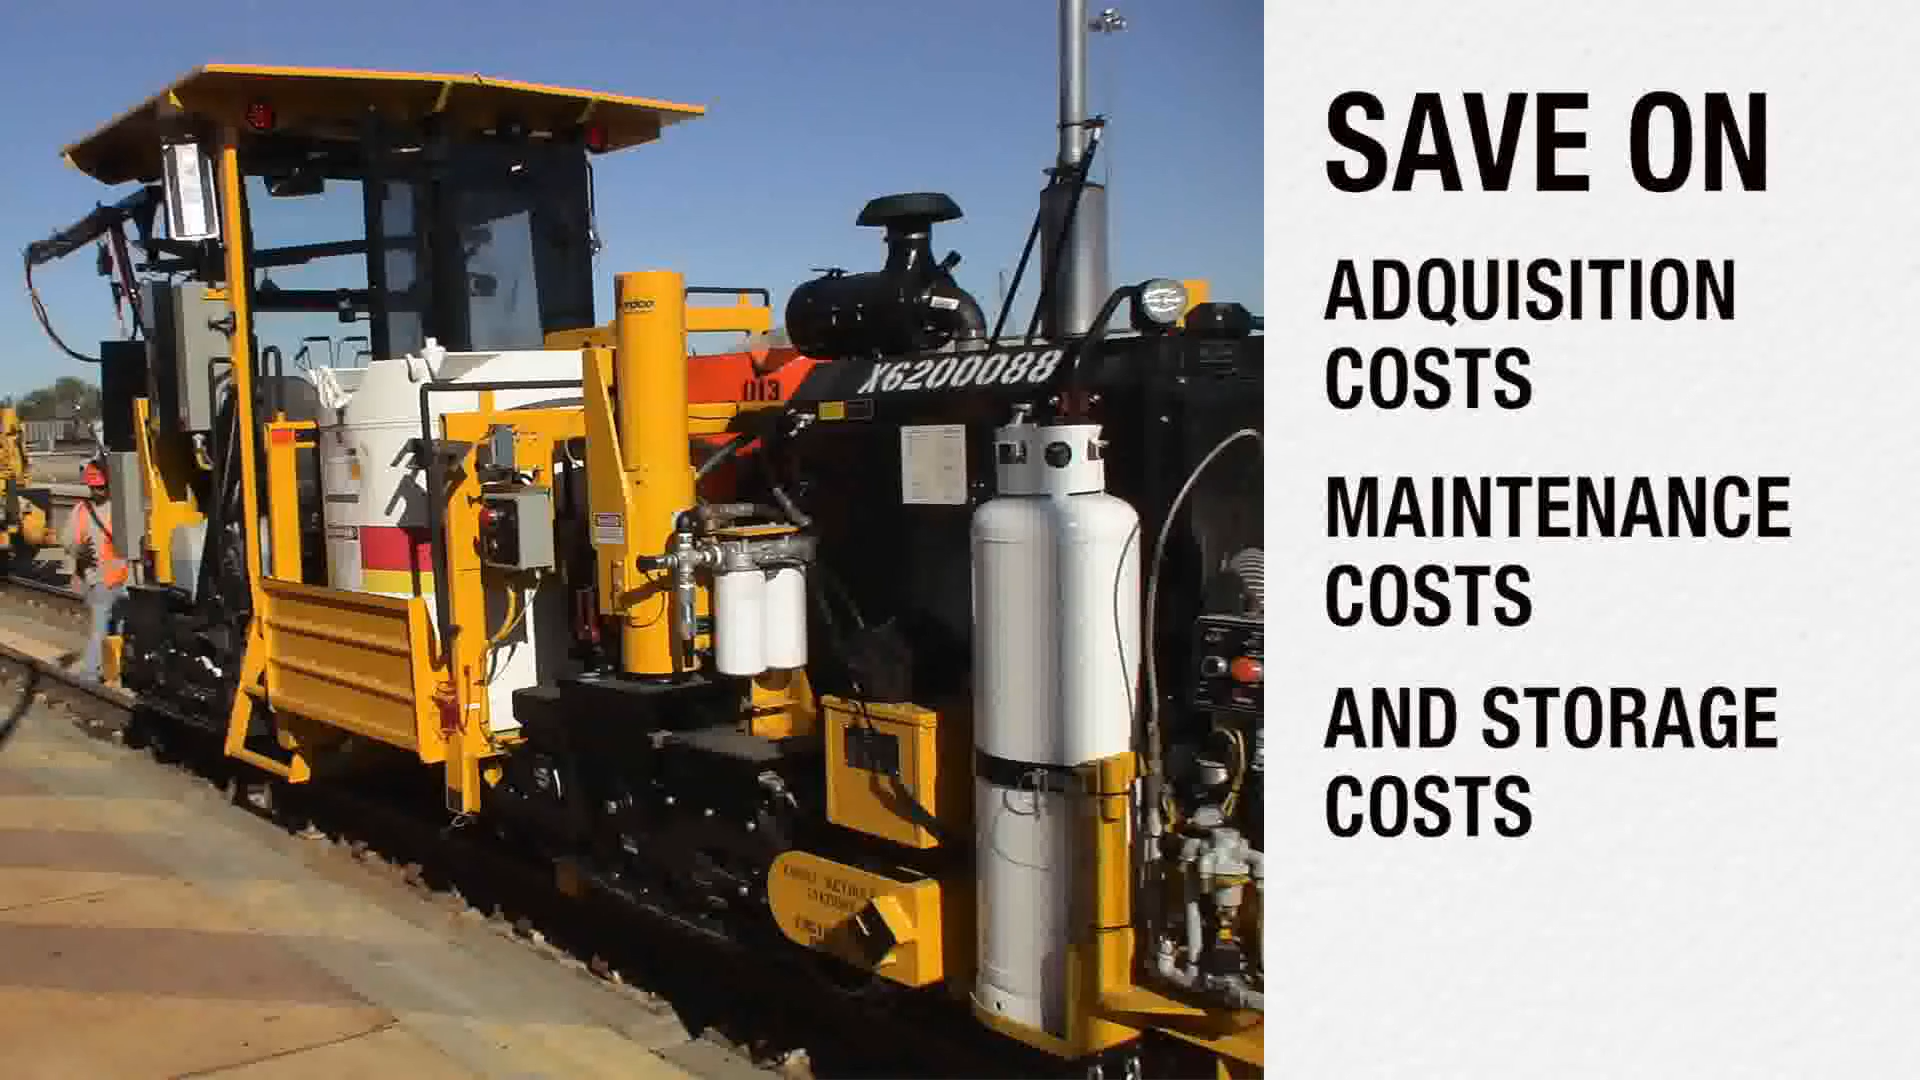 SAVE ON
ADQUISITION
COSTS
MAINTENANCE
COSTS
AND STORAGE
COSTS
X6200088
013